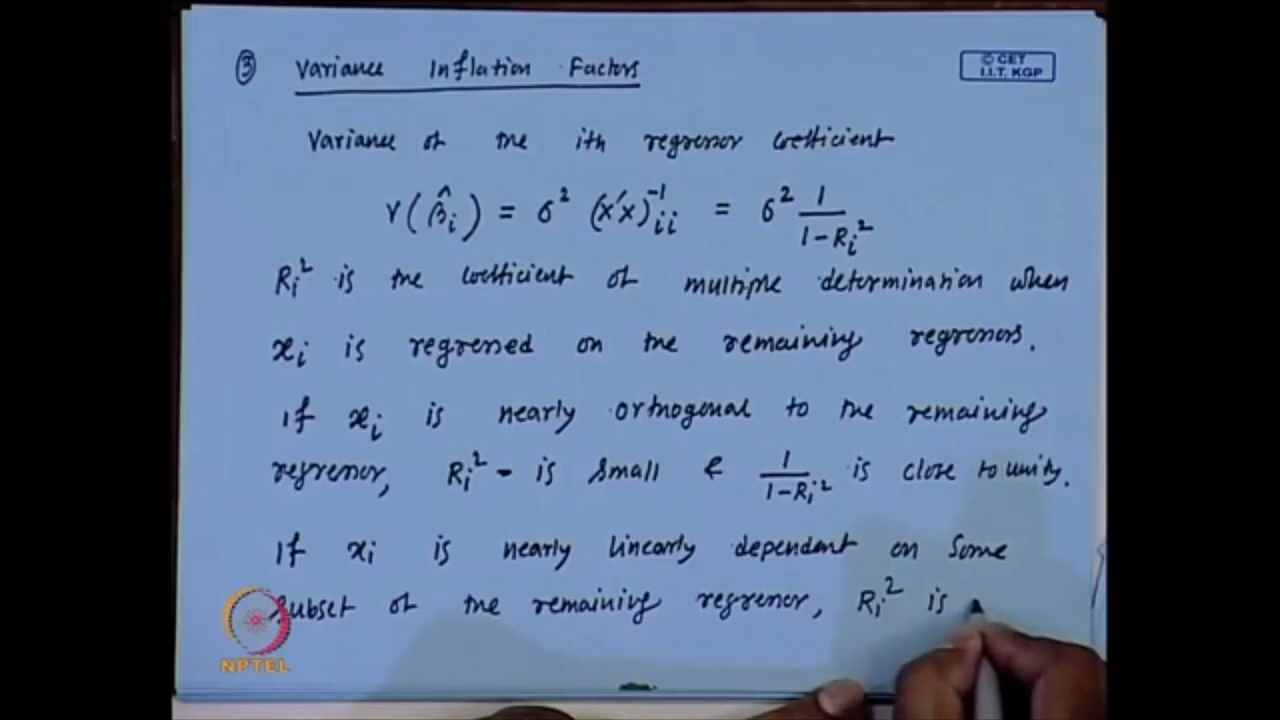 ③ Variance Inflation Factors
© CET
I.I.T. KGP
Variance of the ith regressor coefficient
V(β̂ᵢ) = σ² (x'x)⁻¹ᵢᵢ = σ² 1/(1-Rᵢ²)
Rᵢ² is the coefficient of multiple determination when
xᵢ is regressed on the remaining regressors.
If xᵢ is nearly orthogonal to the remaining
regressor, Rᵢ² - is small & 1/(1-Rᵢ²) is close to unity.
If xᵢ is nearly linearly dependent on some
subset of the remaining regressor, Rᵢ² is
NPTEL